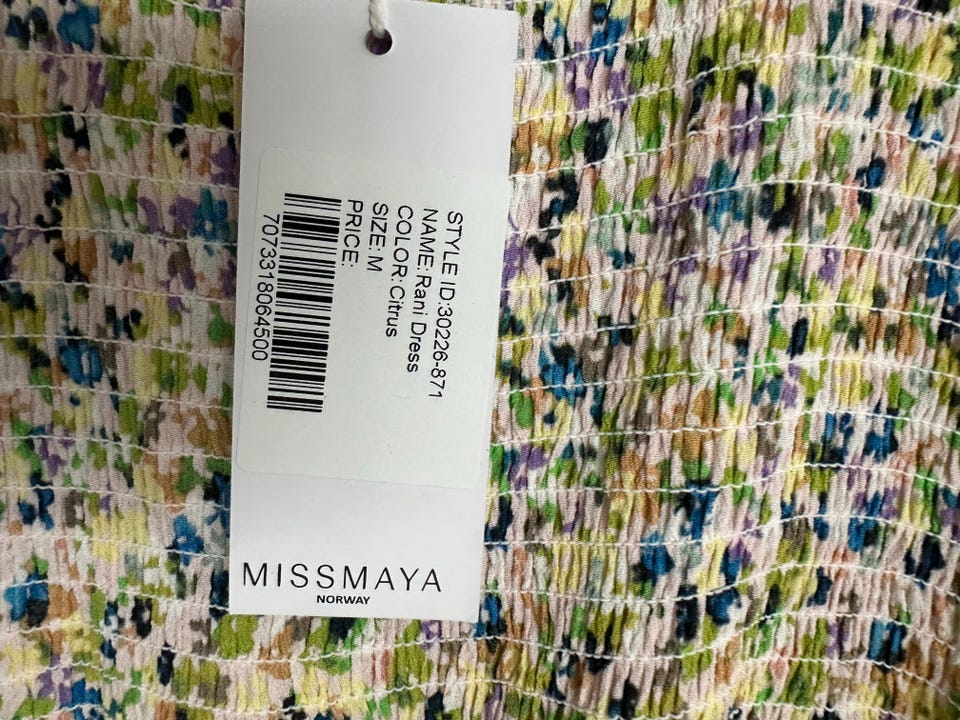 STYLE ID:30226-871
NAME:Rani Dress
COLOR:Citrus
SIZE:M
PRICE:
7073318064500
MISSMAYA
NORWAY